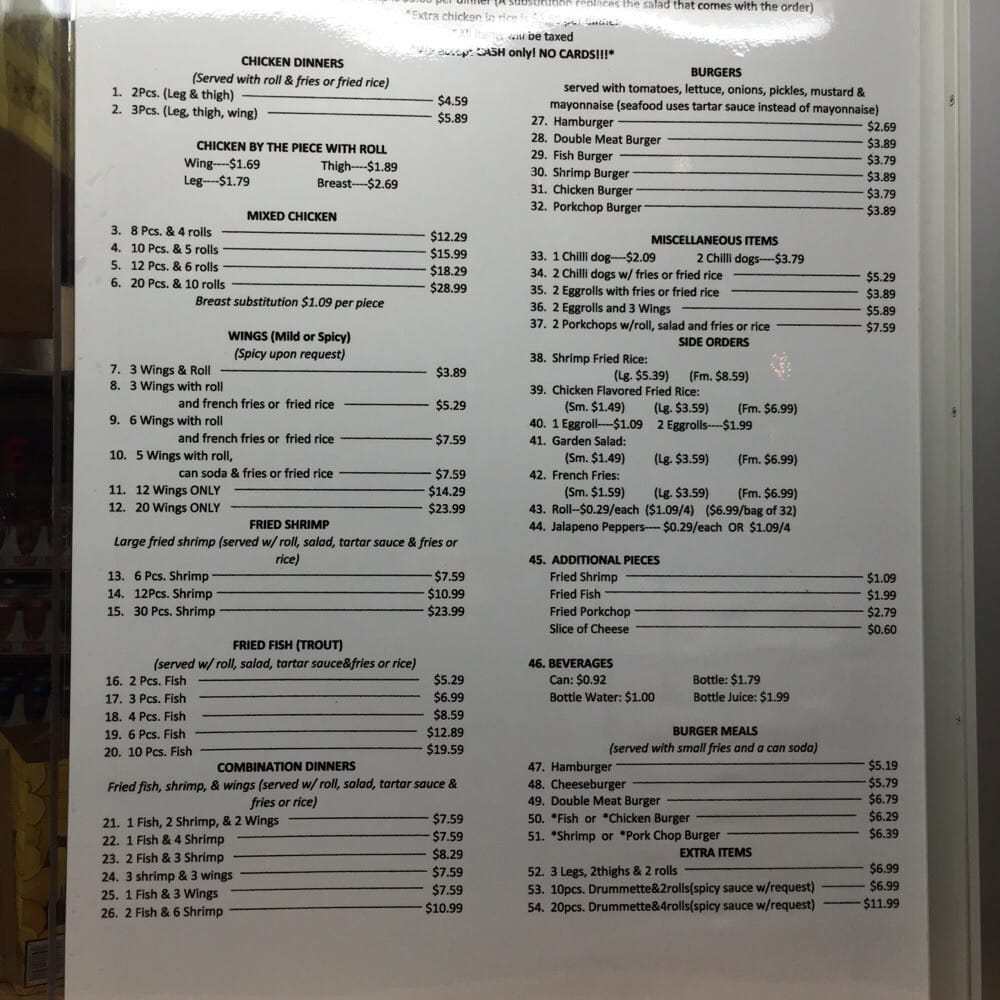 per dinner (A substitution replaces the salad that comes with the order)
*Extra chicken in rice is per dinner
*All items will be taxed
*We accept CASH only! NO CARDS!!!*
CHICKEN DINNERS
(Served with roll & fries or fried rice)
1. 2Pcs. (Leg & thigh) $4.59
2. 3Pcs. (Leg, thigh, wing) $5.89
CHICKEN BY THE PIECE WITH ROLL
Wing----$1.69 Thigh----$1.89
Leg----$1.79 Breast----$2.69
MIXED CHICKEN
3. 8 Pcs. & 4 rolls $12.29
4. 10 Pcs. & 5 rolls $15.99
5. 12 Pcs. & 6 rolls $18.29
6. 20 Pcs. & 10 rolls $28.99
Breast substitution $1.09 per piece
WINGS (Mild or Spicy)
(Spicy upon request)
7. 3 Wings & Roll $3.89
8. 3 Wings with roll
and french fries or fried rice $5.29
9. 6 Wings with roll
and french fries or fried rice $7.59
10. 5 Wings with roll,
can soda & fries or fried rice $7.59
11. 12 Wings ONLY $14.29
12. 20 Wings ONLY $23.99
FRIED SHRIMP
Large fried shrimp (served w/ roll, salad, tartar sauce & fries or
rice)
13. 6 Pcs. Shrimp $7.59
14. 12Pcs. Shrimp $10.99
15. 30 Pcs. Shrimp $23.99
FRIED FISH (TROUT)
(served w/ roll, salad, tartar sauce&fries or rice)
16. 2 Pcs. Fish $5.29
17. 3 Pcs. Fish $6.99
18. 4 Pcs. Fish $8.59
19. 6 Pcs. Fish $12.89
20. 10 Pcs. Fish $19.59
COMBINATION DINNERS
Fried fish, shrimp, & wings (served w/ roll, salad, tartar sauce &
fries or rice)
21. 1 Fish, 2 Shrimp, & 2 Wings $7.59
22. 1 Fish & 4 Shrimp $7.59
23. 2 Fish & 3 Shrimp $8.29
24. 3 shrimp & 3 wings $7.59
25. 1 Fish & 3 Wings $7.59
26. 2 Fish & 6 Shrimp $10.99
BURGERS
served with tomatoes, lettuce, onions, pickles, mustard &
mayonnaise (seafood uses tartar sauce instead of mayonnaise)
27. Hamburger $2.69
28. Double Meat Burger $3.89
29. Fish Burger $3.79
30. Shrimp Burger $3.89
31. Chicken Burger $3.79
32. Porkchop Burger $3.89
MISCELLANEOUS ITEMS
33. 1 Chilli dog----$2.09 2 Chilli dogs----$3.79
34. 2 Chilli dogs w/ fries or fried rice $5.29
35. 2 Eggrolls with fries or fried rice $3.89
36. 2 Eggrolls and 3 Wings $5.89
37. 2 Porkchops w/roll, salad and fries or rice $7.59
SIDE ORDERS
38. Shrimp Fried Rice:
(Lg. $5.39) (Fm. $8.59)
39. Chicken Flavored Fried Rice:
(Sm. $1.49) (Lg. $3.59) (Fm. $6.99)
40. 1 Eggroll----$1.09 2 Eggrolls----$1.99
41. Garden Salad:
(Sm. $1.49) (Lg. $3.59) (Fm. $6.99)
42. French Fries:
(Sm. $1.59) (Lg. $3.59) (Fm. $6.99)
43. Roll--$0.29/each ($1.09/4) ($6.99/bag of 32)
44. Jalapeno Peppers---- $0.29/each OR $1.09/4
45. ADDITIONAL PIECES
Fried Shrimp $1.09
Fried Fish $1.99
Fried Porkchop $2.79
Slice of Cheese $0.60
46. BEVERAGES
Can: $0.92 Bottle: $1.79
Bottle Water: $1.00 Bottle Juice: $1.99
BURGER MEALS
(served with small fries and a can soda)
47. Hamburger $5.19
48. Cheeseburger $5.79
49. Double Meat Burger $6.79
50. *Fish or *Chicken Burger $6.29
51. *Shrimp or *Pork Chop Burger $6.39
EXTRA ITEMS
52. 3 Legs, 2thighs & 2 rolls $6.99
53. 10pcs. Drummette&2rolls(spicy sauce w/request) $6.99
54. 20pcs. Drummette&4rolls(spicy sauce w/request) $11.99